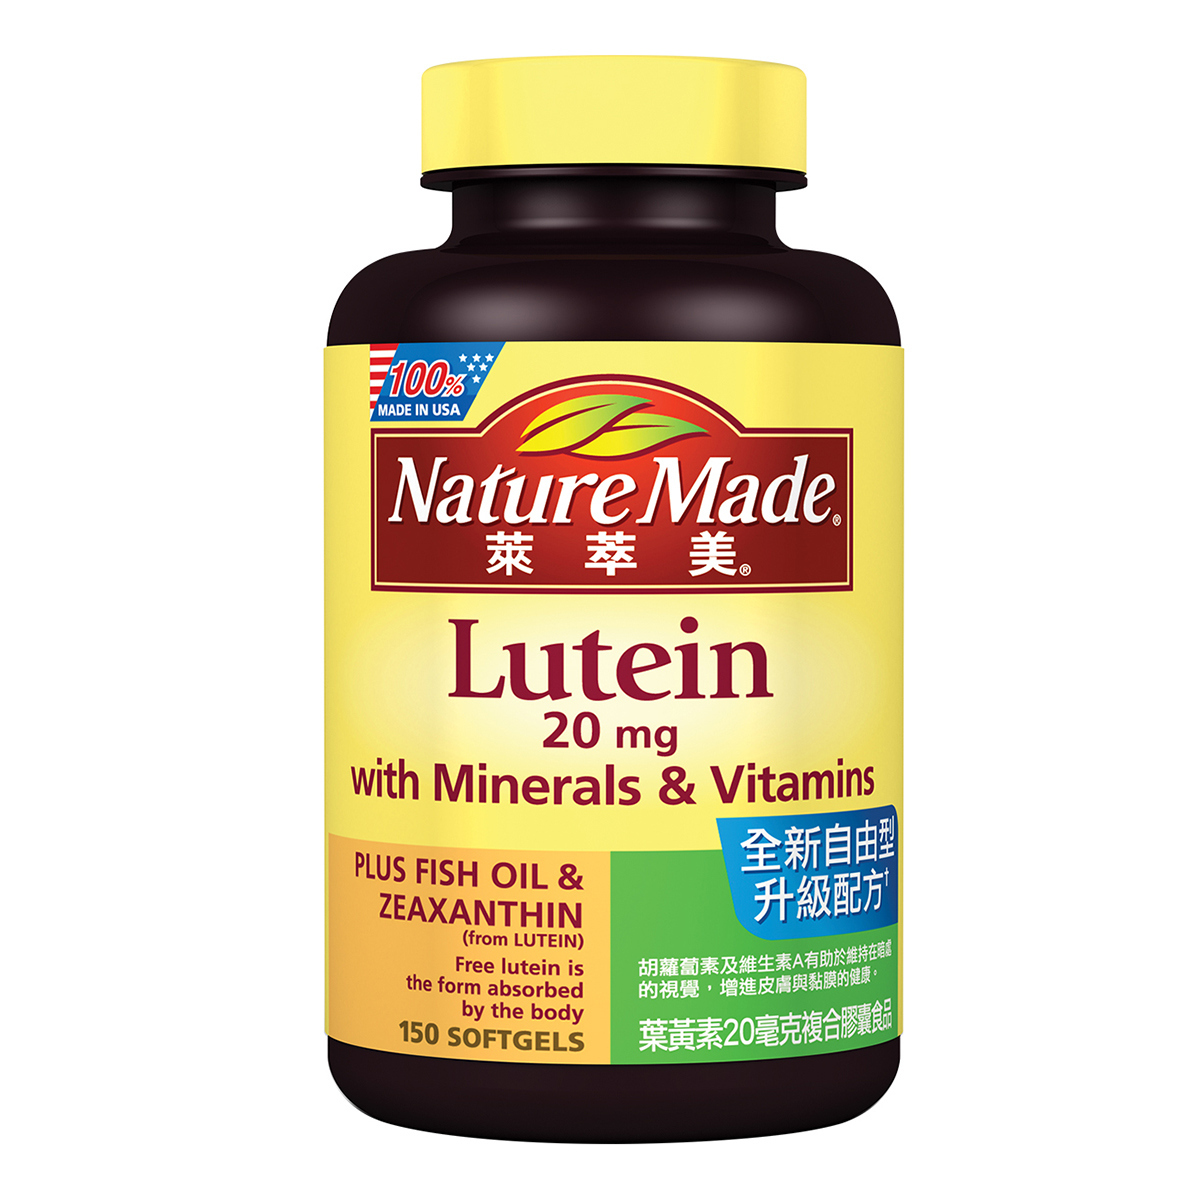 100%
MADE IN USA
Nature Made®
萊萃美®
Lutein
20 mg
with Minerals & Vitamins
全新自由型
升級配方†
PLUS FISH OIL &
ZEAXANTHIN
(from LUTEIN)
Free lutein is
the form absorbed
by the body
150 SOFTGELS
胡蘿蔔素及維生素A有助於維持在暗處
的視覺，增進皮膚與黏膜的健康。
葉黃素20毫克複合膠囊食品